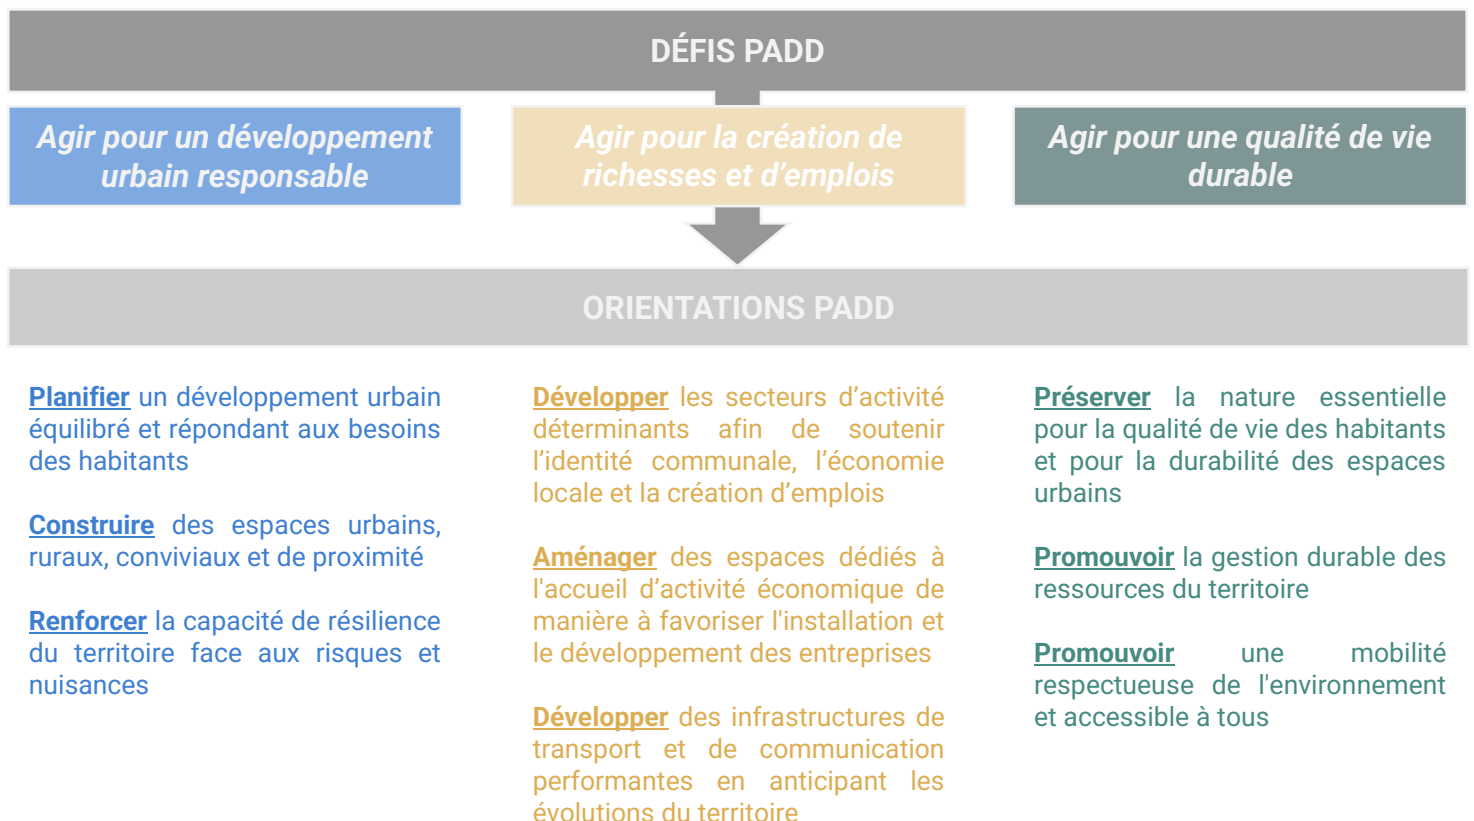 DÉFIS PADD
Agir pour un développement
urbain responsable
Agir pour la création de
richesses et d’emplois
Agir pour une qualité de vie
durable
ORIENTATIONS PADD
Planifier un développement urbain
équilibré et répondant aux besoins
des habitants
Construire des espaces urbains,
ruraux, conviviaux et de proximité
Renforcer la capacité de résilience
du territoire face aux risques et
nuisances
Développer les secteurs d’activité
déterminants afin de soutenir
l’identité communale, l’économie
locale et la création d’emplois
Aménager des espaces dédiés à
l'accueil d’activité économique de
manière à favoriser l'installation et
le développement des entreprises
Développer des infrastructures de
transport et de communication
performantes en anticipant les
évolutions du territoire
Préserver la nature essentielle
pour la qualité de vie des habitants
et pour la durabilité des espaces
urbains
Promouvoir la gestion durable des
ressources du territoire
Promouvoir une mobilité
respectueuse de l'environnement
et accessible à tous